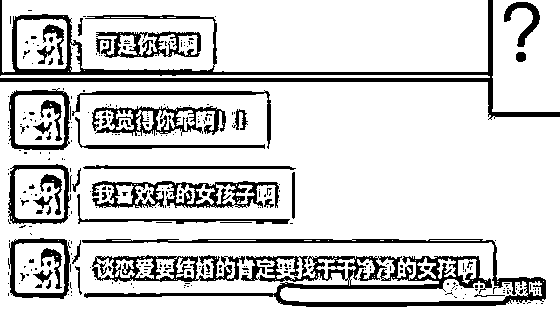 可是你乖啊
?
我觉得你乖啊！！
我喜欢乖的女孩子啊
谈恋爱要结婚的肯定要找干干净净的女孩啊
史上最贱喵